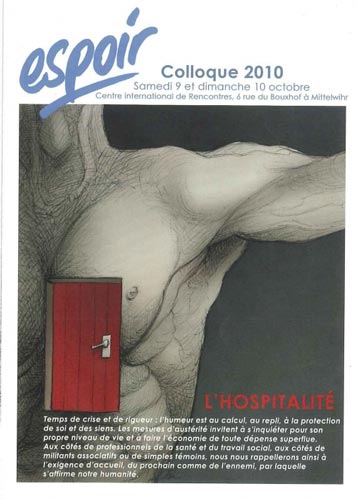 espoir
Colloque 2010
Samedi 9 et dimanche 10 octobre
Centre international de Rencontres, 6 rue du Bouxhof à Mittelwihr
L'HOSPITALITÉ
Temps de crise et de rigueur : l'humeur est au calcul, au repli, à la protection
de soi et des siens. Les mesures d'austérité invitent à s'inquiéter pour son
propre niveau de vie et à faire l'économie de toute dépense superflue.
Aux côtés de professionnels de la santé et du travail social, aux côtés de
militants associatifs ou de simples témoins, nous nous rappellerons ainsi à
l'exigence d'accueil, du prochain comme de l'ennemi, par laquelle
s'affirme notre humanité.